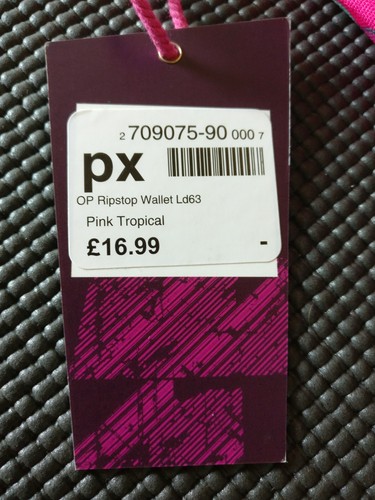 2 709075-90 000 7
px
OP Ripstop Wallet Ld63
Pink Tropical
£16.99 -